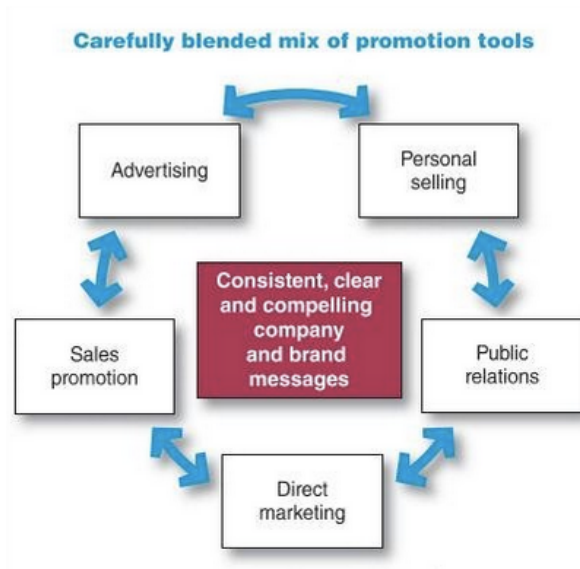 Carefully blended mix of promotion tools
Advertising
Personal
selling
Consistent, clear
and compelling
company
and brand
messages
Sales
promotion
Public
relations
Direct
marketing